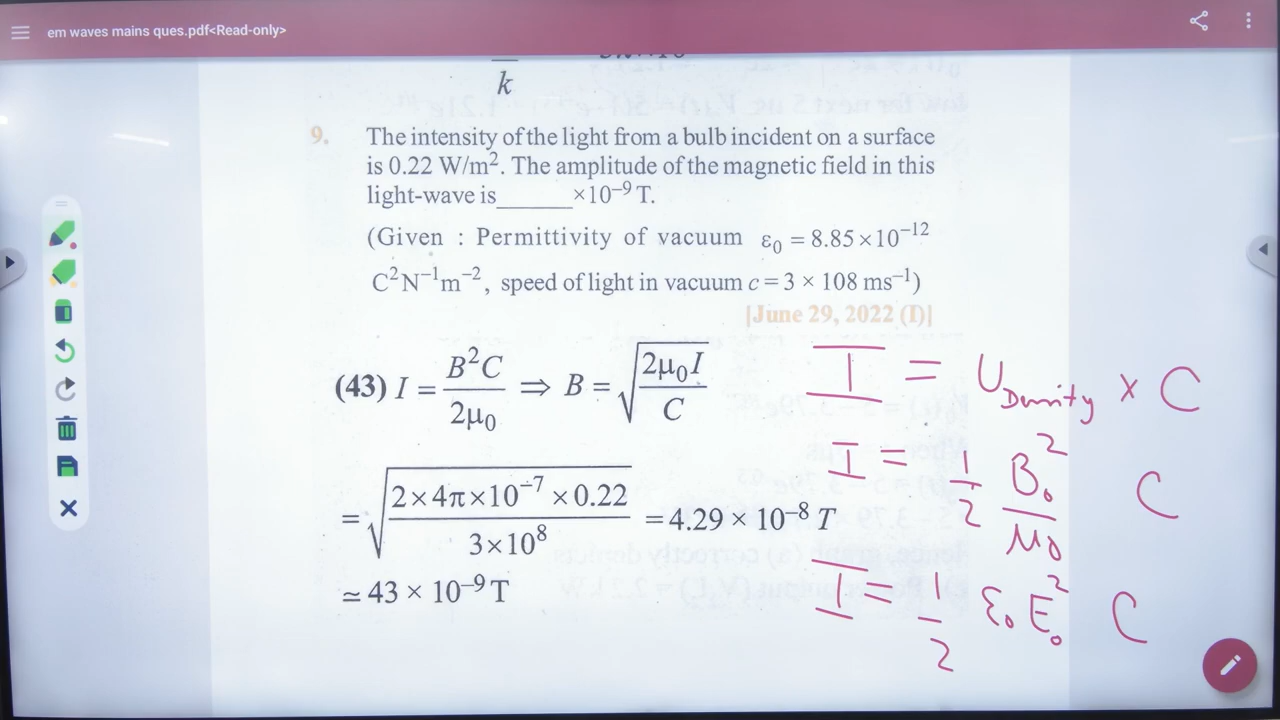 em waves mains ques.pdf<Read-only>
k
9. The intensity of the light from a bulb incident on a surface
is 0.22 W/m². The amplitude of the magnetic field in this
light-wave is______×10⁻⁹ T.
(Given : Permittivity of vacuum ε₀ = 8.85 × 10⁻¹²
C²N⁻¹m⁻², speed of light in vacuum c = 3 × 108 ms⁻¹)
[June 29, 2022 (I)]
(43) I = B²C / 2μ₀ ⇒ B = √(2μ₀I / C)
= √(2×4π×10⁻⁷ ×0.22 / 3×10⁸) = 4.29 × 10⁻⁸ T
≃ 43 × 10⁻⁹ T
I = U Density × C
I = 1/2 B₀²/μ₀ C
I = 1/2 ε₀ E₀² C